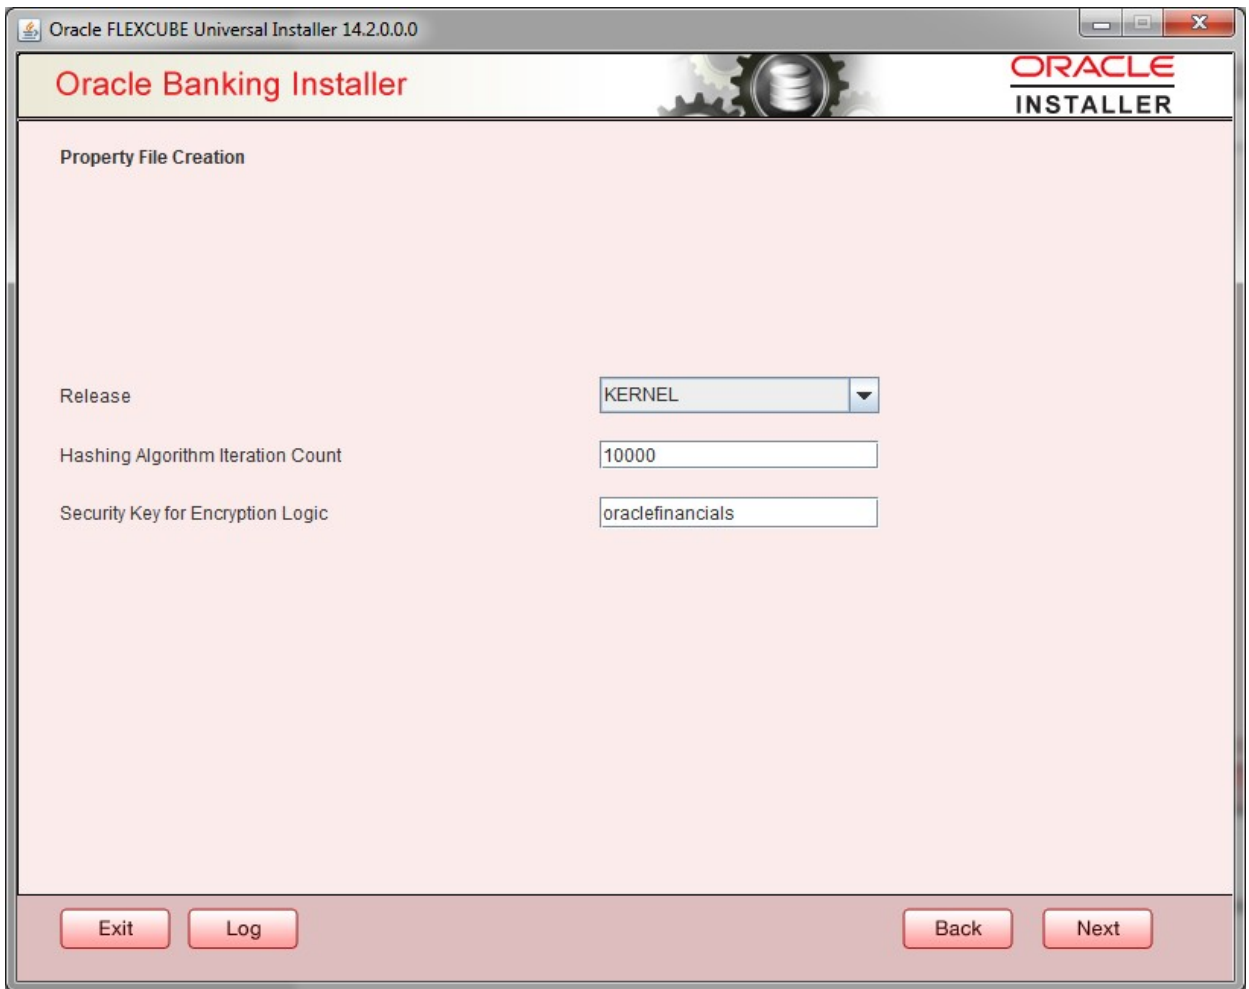 Oracle FLEXCUBE Universal Installer 14.2.0.0.0
Oracle Banking Installer
ORACLE
INSTALLER
Property File Creation
Release KERNEL
Hashing Algorithm Iteration Count 10000
Security Key for Encryption Logic oraclefinancials
Exit Log Back Next